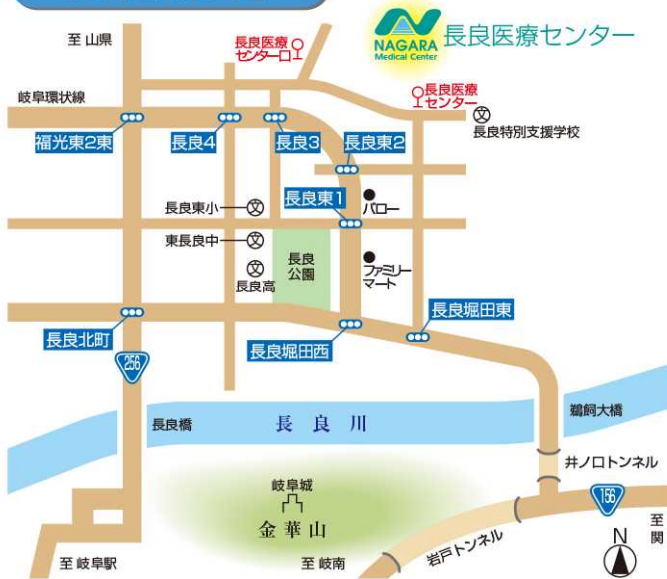 至 山県
長良医療
センター口
NAGARA
Medical Center
長良医療センター
岐阜環状線
長良医療
センター
文
長良特別支援学校
福光東2東
長良4
長良3
長良東2
長良東小
文
長良東1
バロー
東長良中
文
長良
公園
ファミリー
マート
文
長良高
長良北町
長良堀田西
長良堀田東
256
長良橋
長良川
鵜飼大橋
井ノ口トンネル
岐阜城
金華山
156
至
関
至 岐阜駅
至 岐南
岩戸トンネル
N